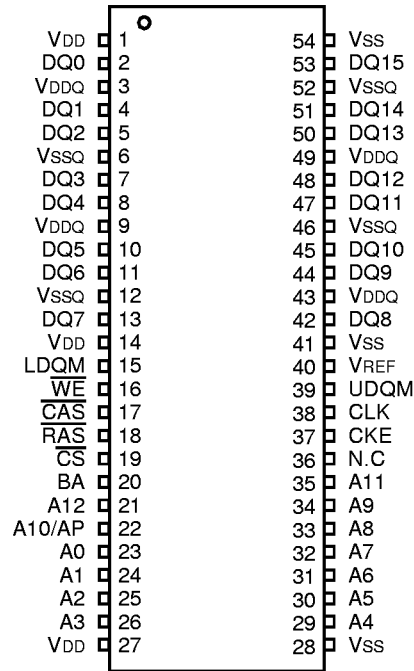 VDD 1 54 VSS
DQ0 2 53 DQ15
VDDQ 3 52 VSSQ
DQ1 4 51 DQ14
DQ2 5 50 DQ13
VSSQ 6 49 VDDQ
DQ3 7 48 DQ12
DQ4 8 47 DQ11
VDDQ 9 46 VSSQ
DQ5 10 45 DQ10
DQ6 11 44 DQ9
VSSQ 12 43 VDDQ
DQ7 13 42 DQ8
VDD 14 41 VSS
LDQM 15 40 VREF
W̅E̅ 16 39 UDQM
C̅A̅S̅ 17 38 CLK
R̅A̅S̅ 18 37 CKE
C̅S̅ 19 36 N.C
BA 20 35 A11
A12 21 34 A9
A10/AP 22 33 A8
A0 23 32 A7
A1 24 31 A6
A2 25 30 A5
A3 26 29 A4
VDD 27 28 VSS